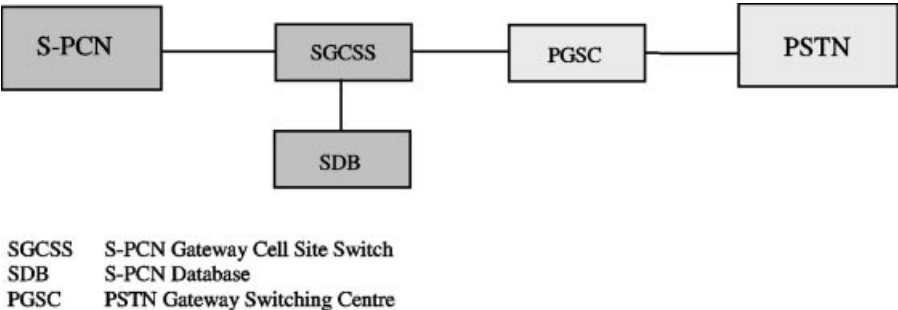 S-PCN
SGCSS
PGSC
PSTN
SDB
SGCSS S-PCN Gateway Cell Site Switch
SDB S-PCN Database
PGSC PSTN Gateway Switching Centre